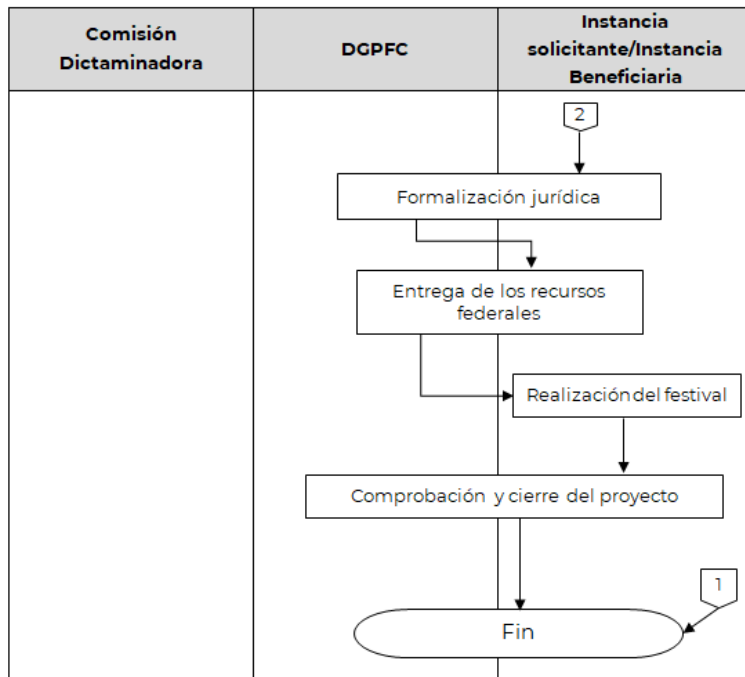 Comisión
Dictaminadora
DGPFC
Instancia
solicitante/Instancia
Beneficiaria
2
Formalización jurídica
Entrega de los recursos
federales
Realización del festival
Comprobación y cierre del proyecto
1
Fin